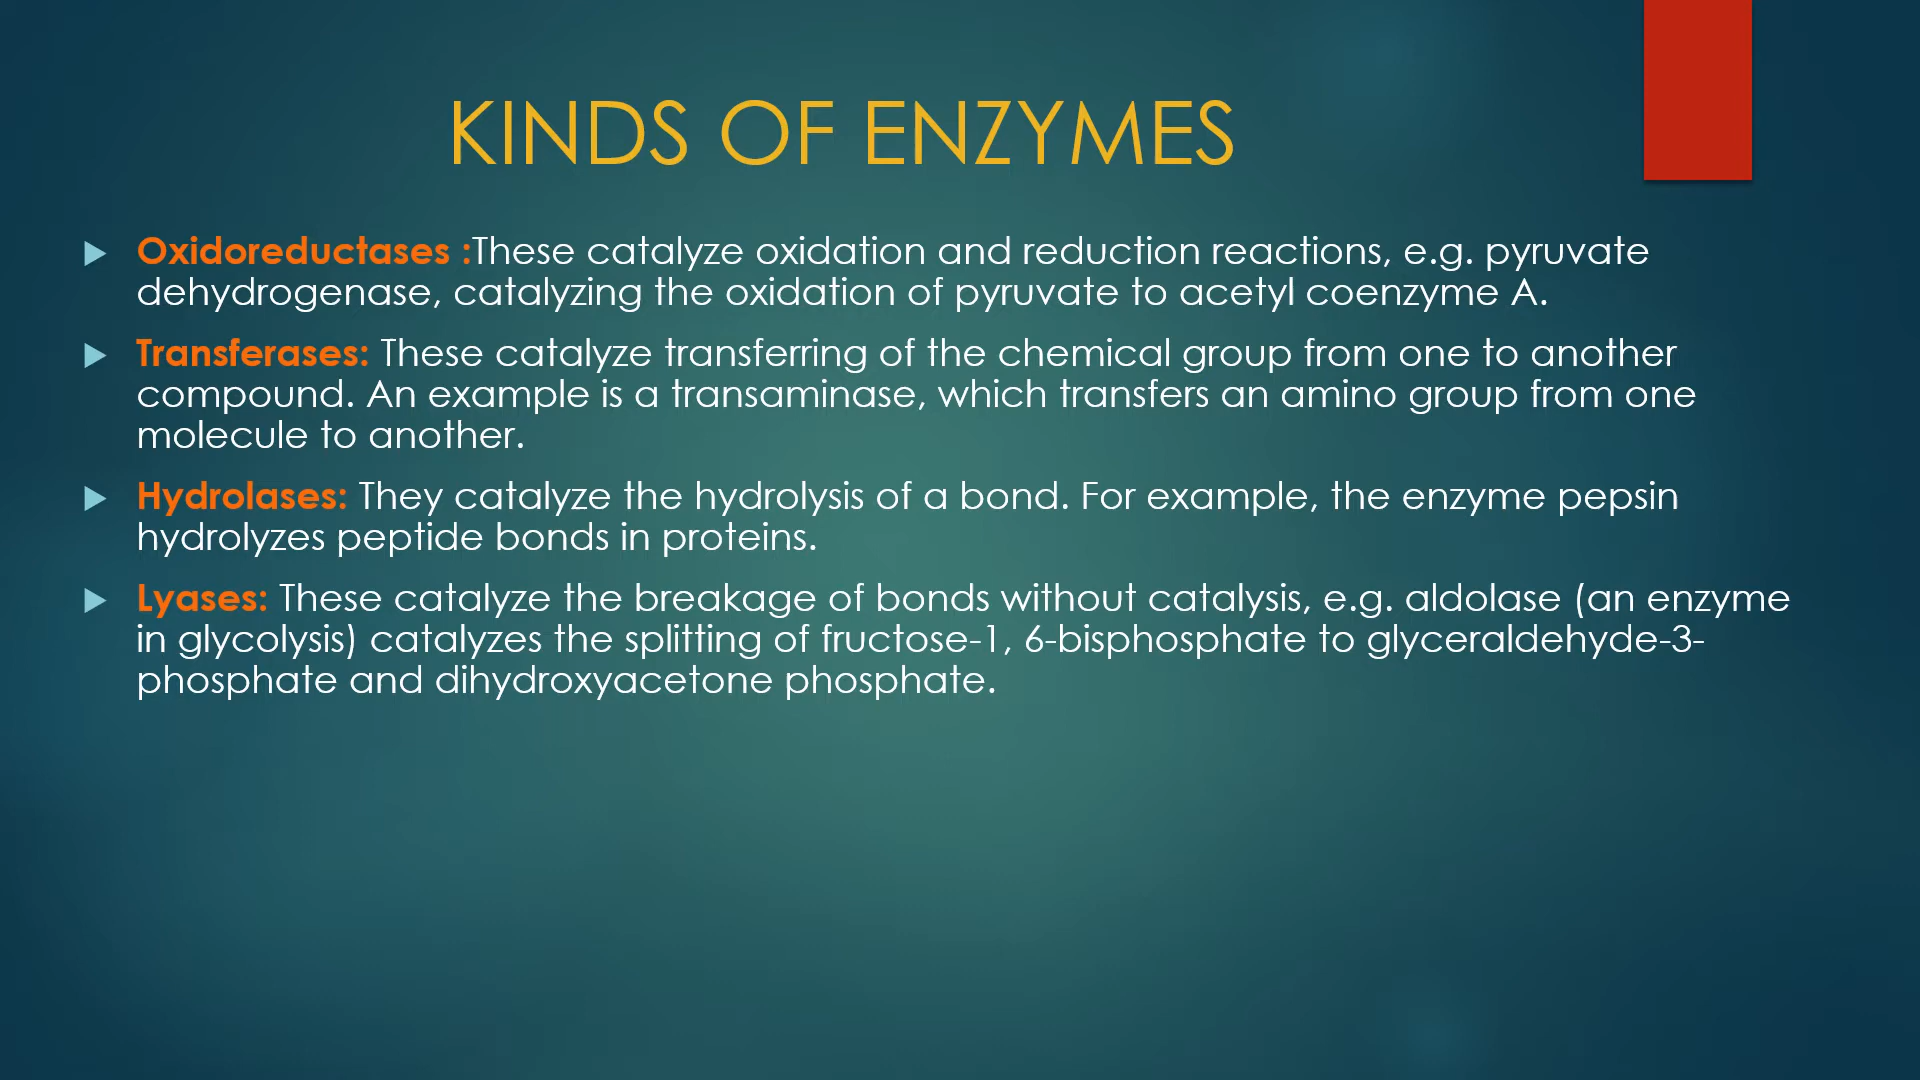 KINDS OF ENZYMES
Oxidoreductases :These catalyze oxidation and reduction reactions, e.g. pyruvate
dehydrogenase, catalyzing the oxidation of pyruvate to acetyl coenzyme A.
Transferases: These catalyze transferring of the chemical group from one to another
compound. An example is a transaminase, which transfers an amino group from one
molecule to another.
Hydrolases: They catalyze the hydrolysis of a bond. For example, the enzyme pepsin
hydrolyzes peptide bonds in proteins.
Lyases: These catalyze the breakage of bonds without catalysis, e.g. aldolase (an enzyme
in glycolysis) catalyzes the splitting of fructose-1, 6-bisphosphate to glyceraldehyde-3-
phosphate and dihydroxyacetone phosphate.